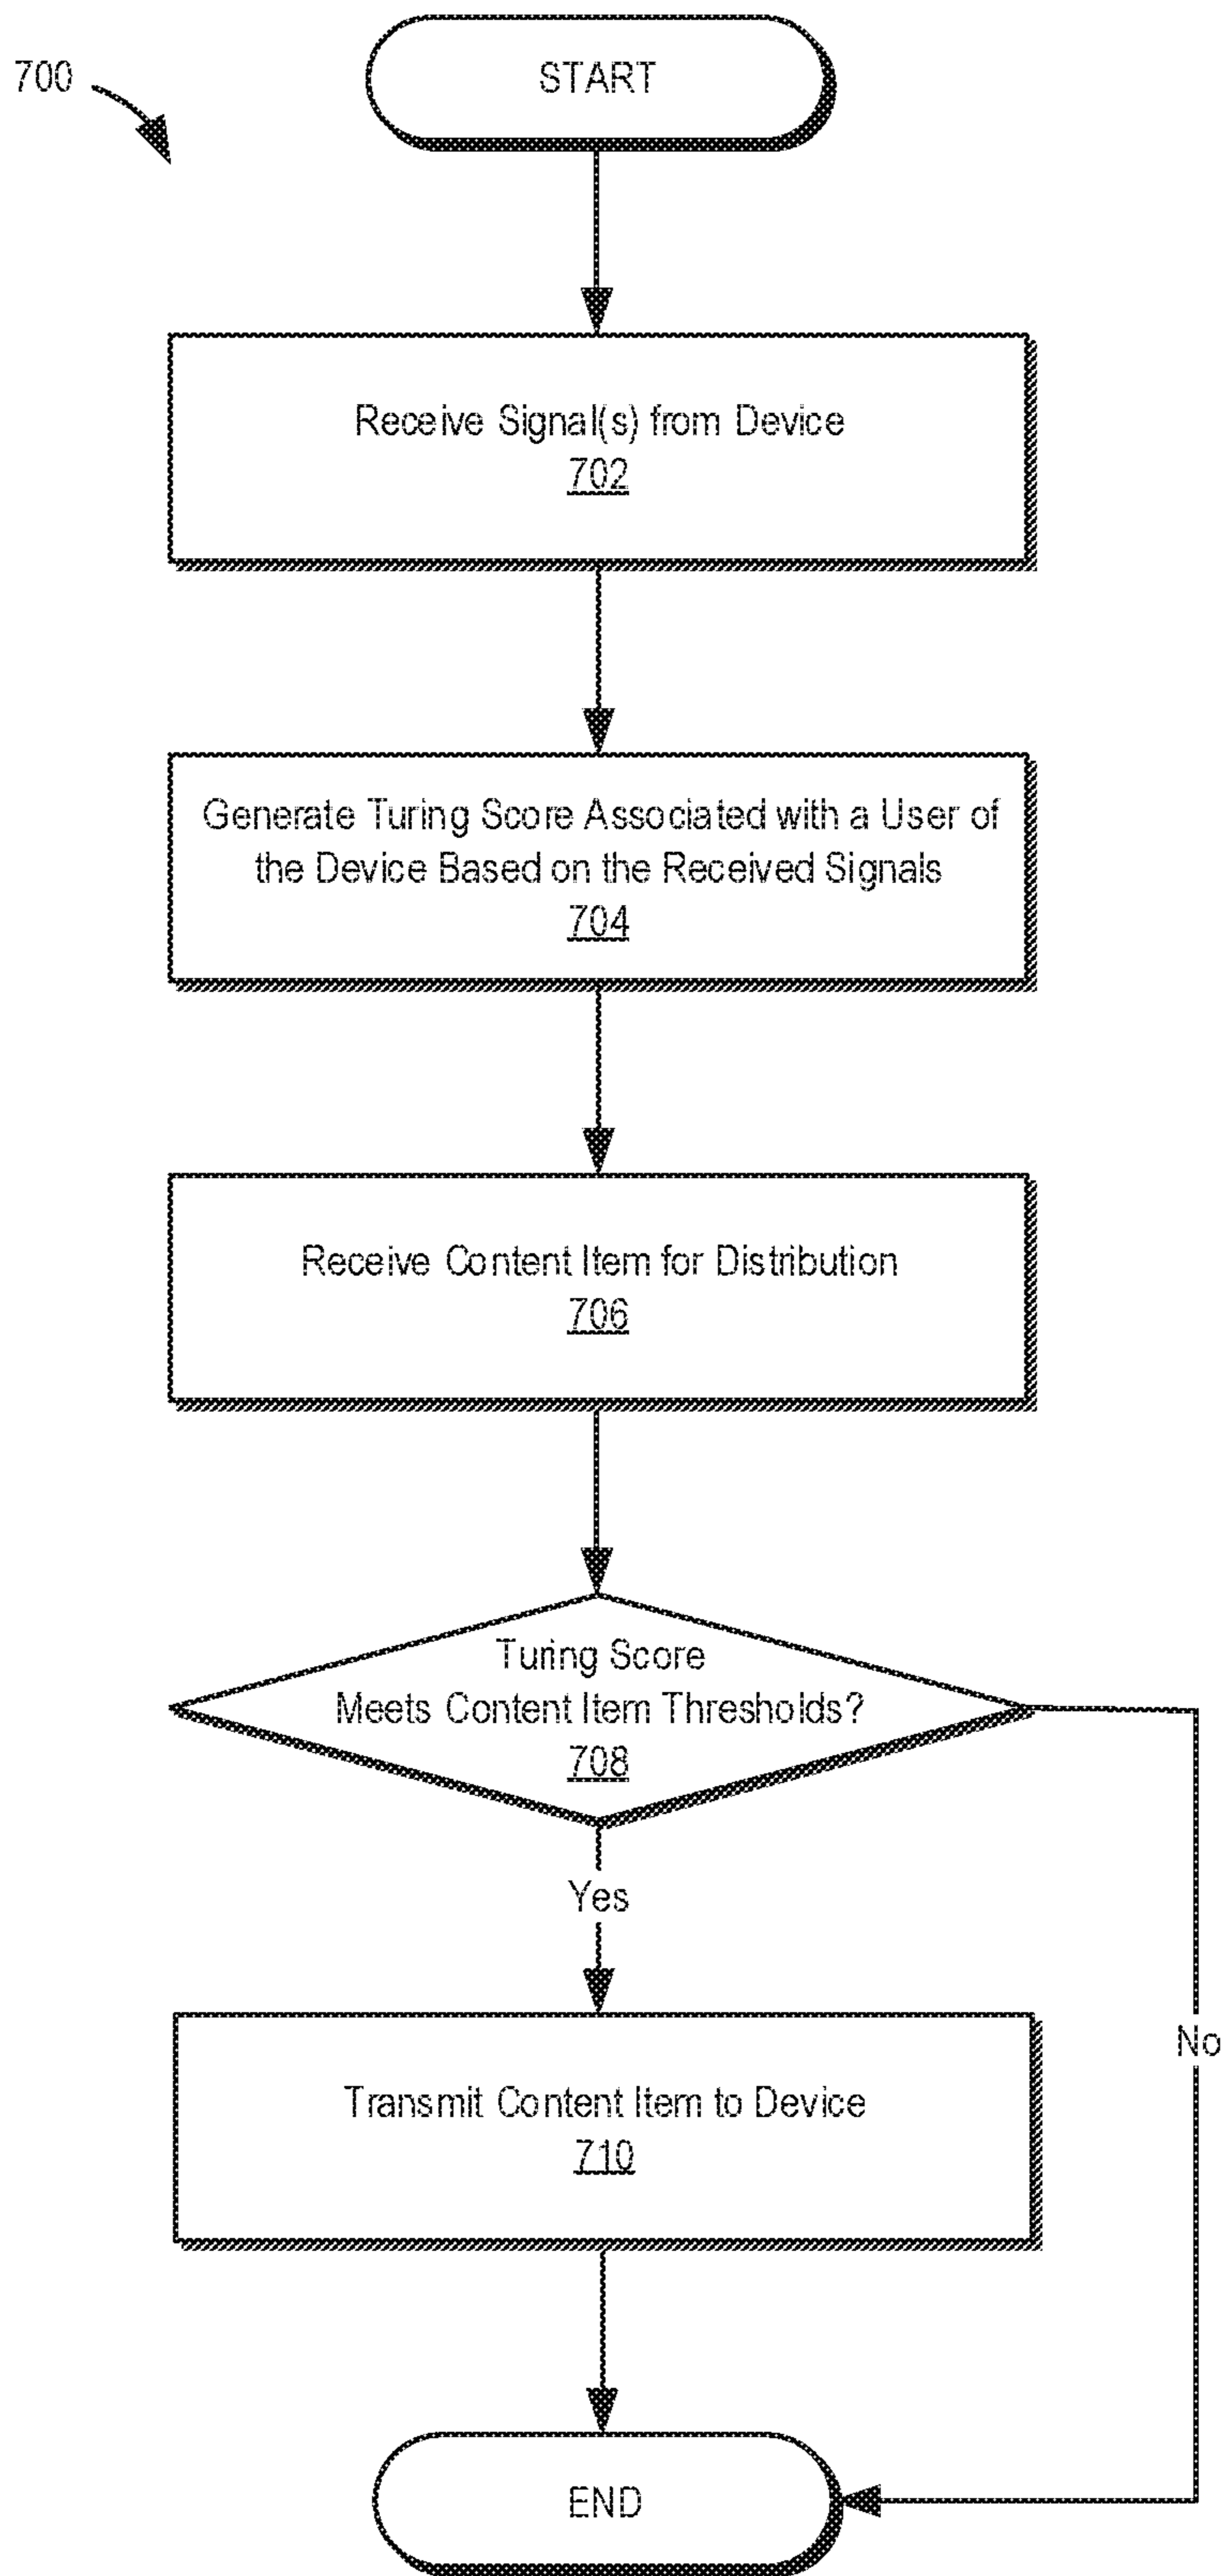 700
START
Receive Signal(s) from Device
702
Generate Turing Score Associated with a User of
the Device Based on the Received Signals
704
Receive Content Item for Distribution
706
Turing Score
Meets Content Item Thresholds?
708
Yes
No
Transmit Content Item to Device
710
END